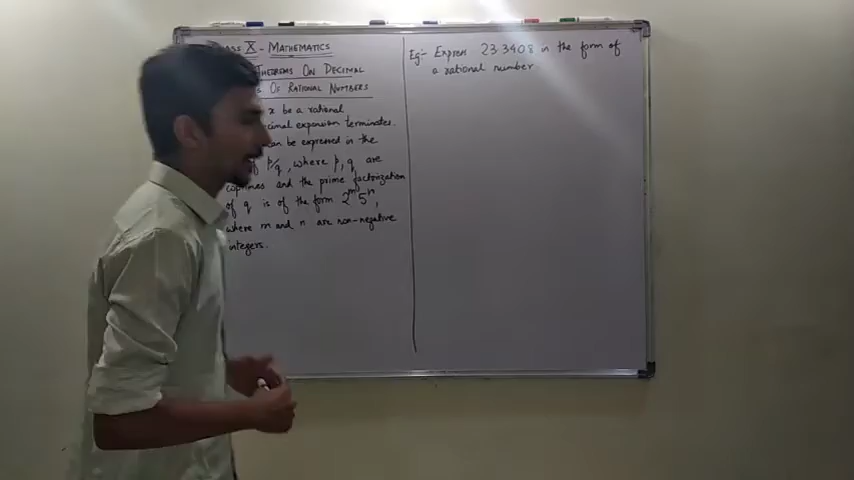 X - MATHEMATICS
THEOREMS ON DECIMAL
OF RATIONAL NUMBERS
x be a rational
decimal expansion terminates.
can be expressed in the
p/q, where p, q are
coprimes and the prime factorization
of q is of the form 2^m 5^n,
where m and n are non-negative
integers.
Eg:- Express 23.3408 in the form of
a rational number.